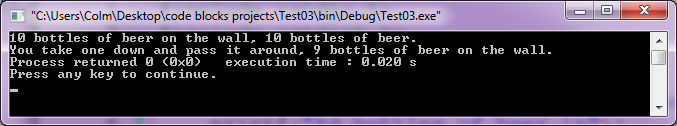 "C:\Users\Colm\Desktop\code blocks projects\Test03\bin\Debug\Test03.exe"
10 bottles of beer on the wall, 10 bottles of beer.
You take one down and pass it around, 9 bottles of beer on the wall.
Process returned 0 (0x0)   execution time : 0.020 s
Press any key to continue.